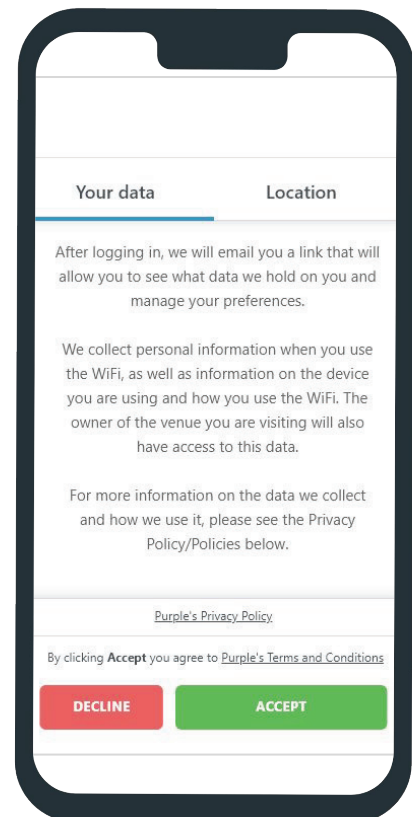 Your data
Location
After logging in, we will email you a link that will
allow you to see what data we hold on you and
manage your preferences.
We collect personal information when you use
the WiFi, as well as information on the device
you are using and how you use the WiFi. The
owner of the venue you are visiting will also
have access to this data.
For more information on the data we collect
and how we use it, please see the Privacy
Policy/Policies below.
Purple's Privacy Policy
By clicking Accept you agree to Purple's Terms and Conditions
DECLINE
ACCEPT